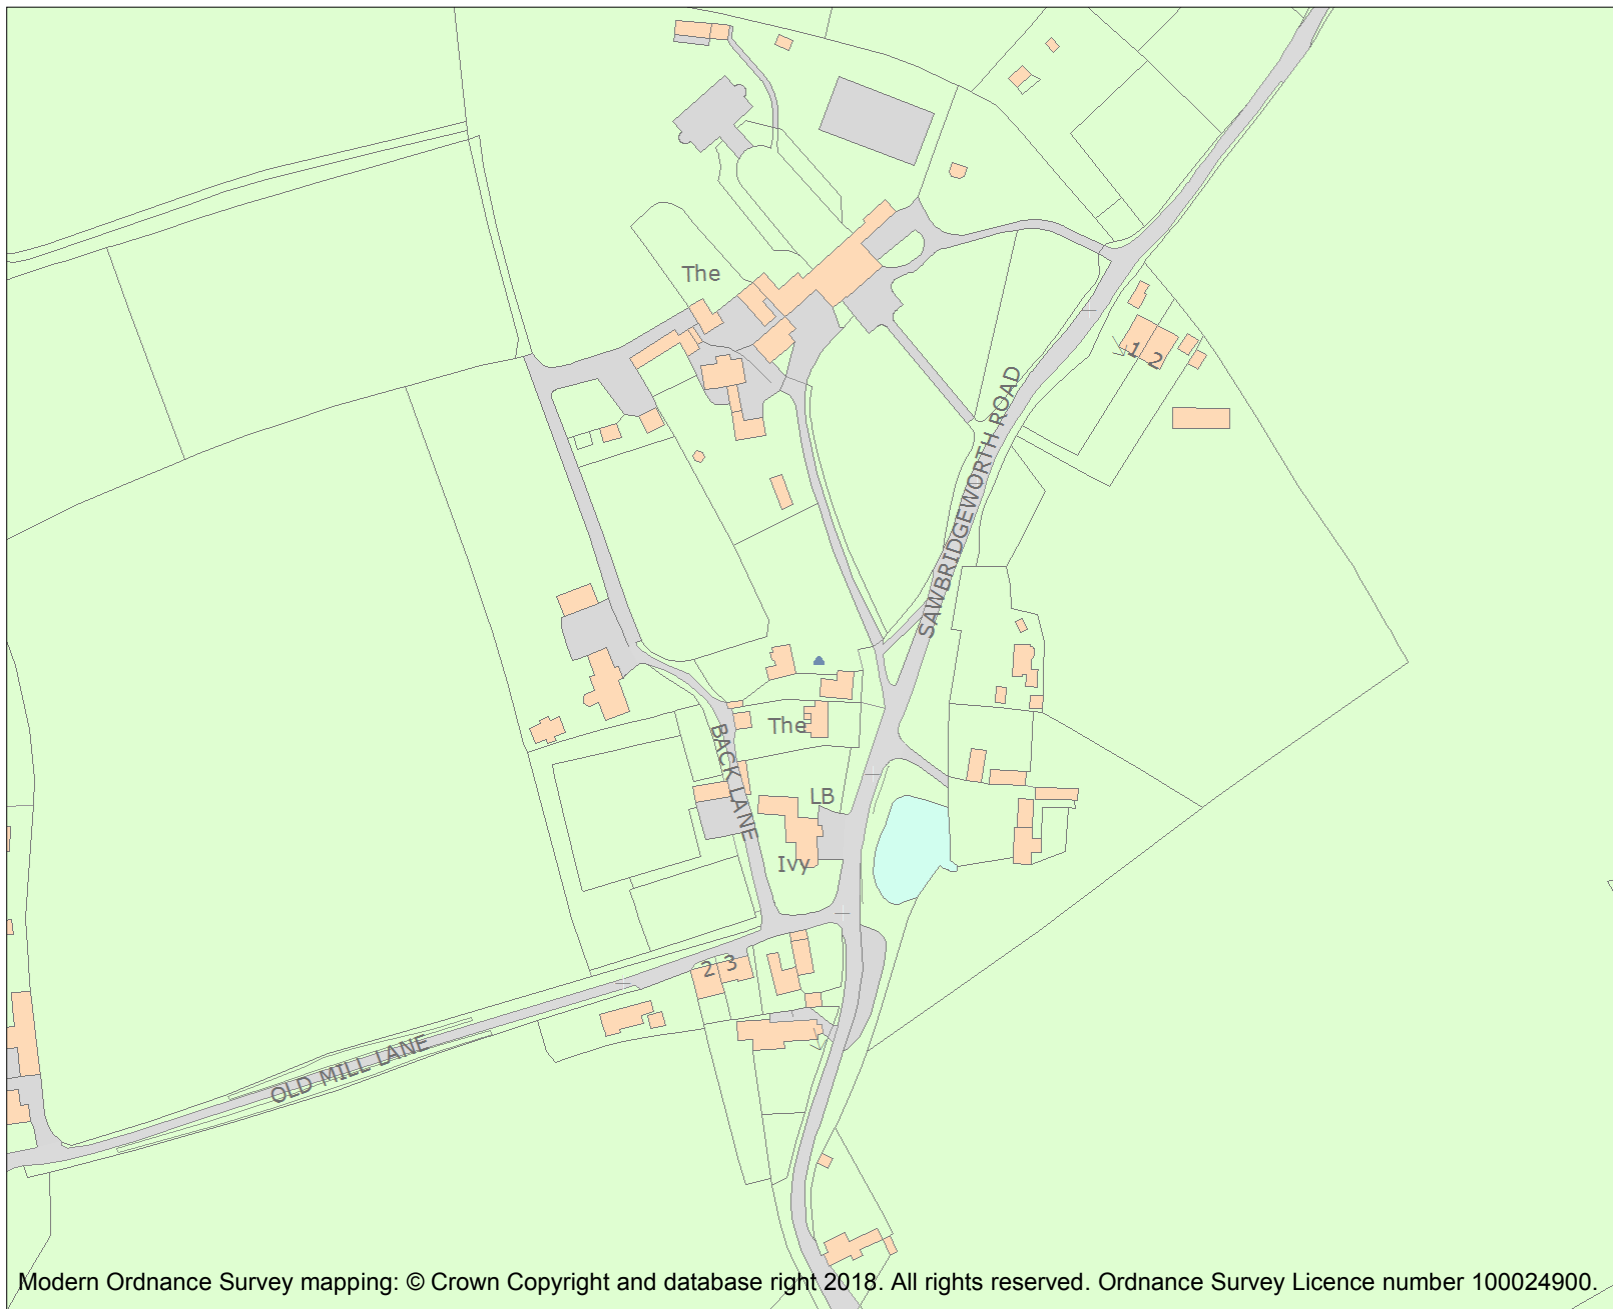 The
1 2
SAWBRIDGEWORTH ROAD
The
BACK LANE
LB
Ivy
2 3
OLD MILL LANE
Modern Ordnance Survey mapping: © Crown Copyright and database right 2018. All rights reserved. Ordnance Survey Licence number 100024900.